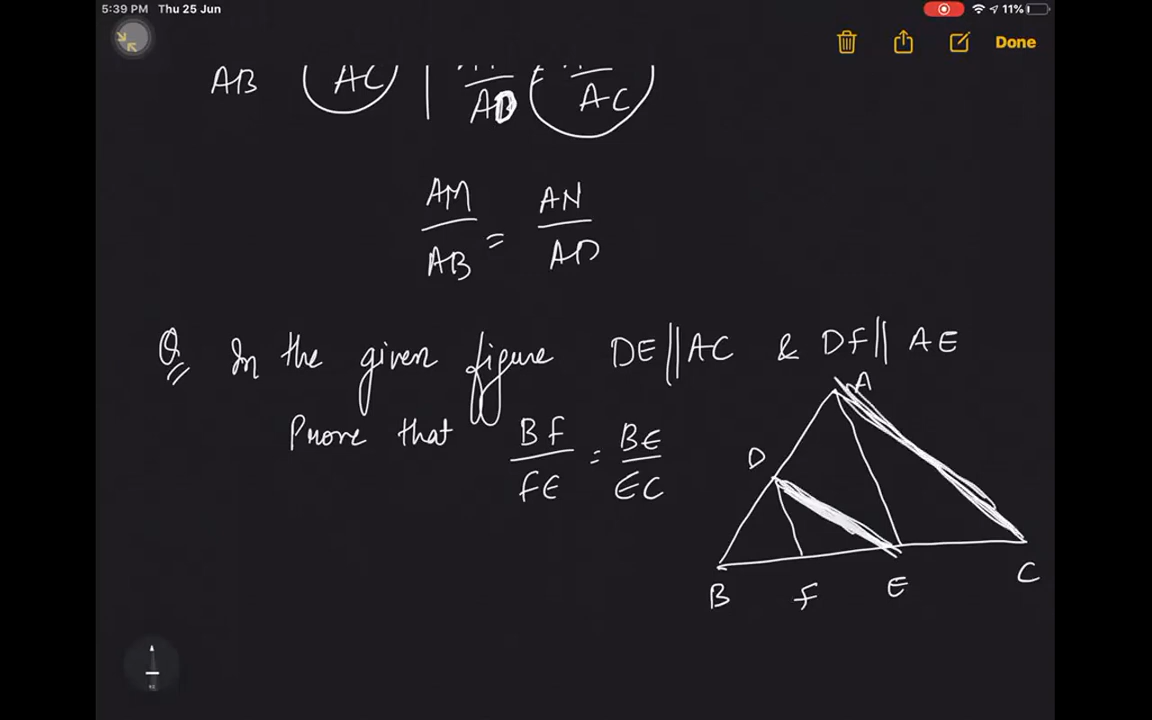 5:39 PM Thu 25 Jun 11%
Done
AB AC | AD AC
AM/AB = AN/AD
Q In the given figure DE||AC & DF|| AE
Prove that BF/FE = BE/EC
A
D
B F E C